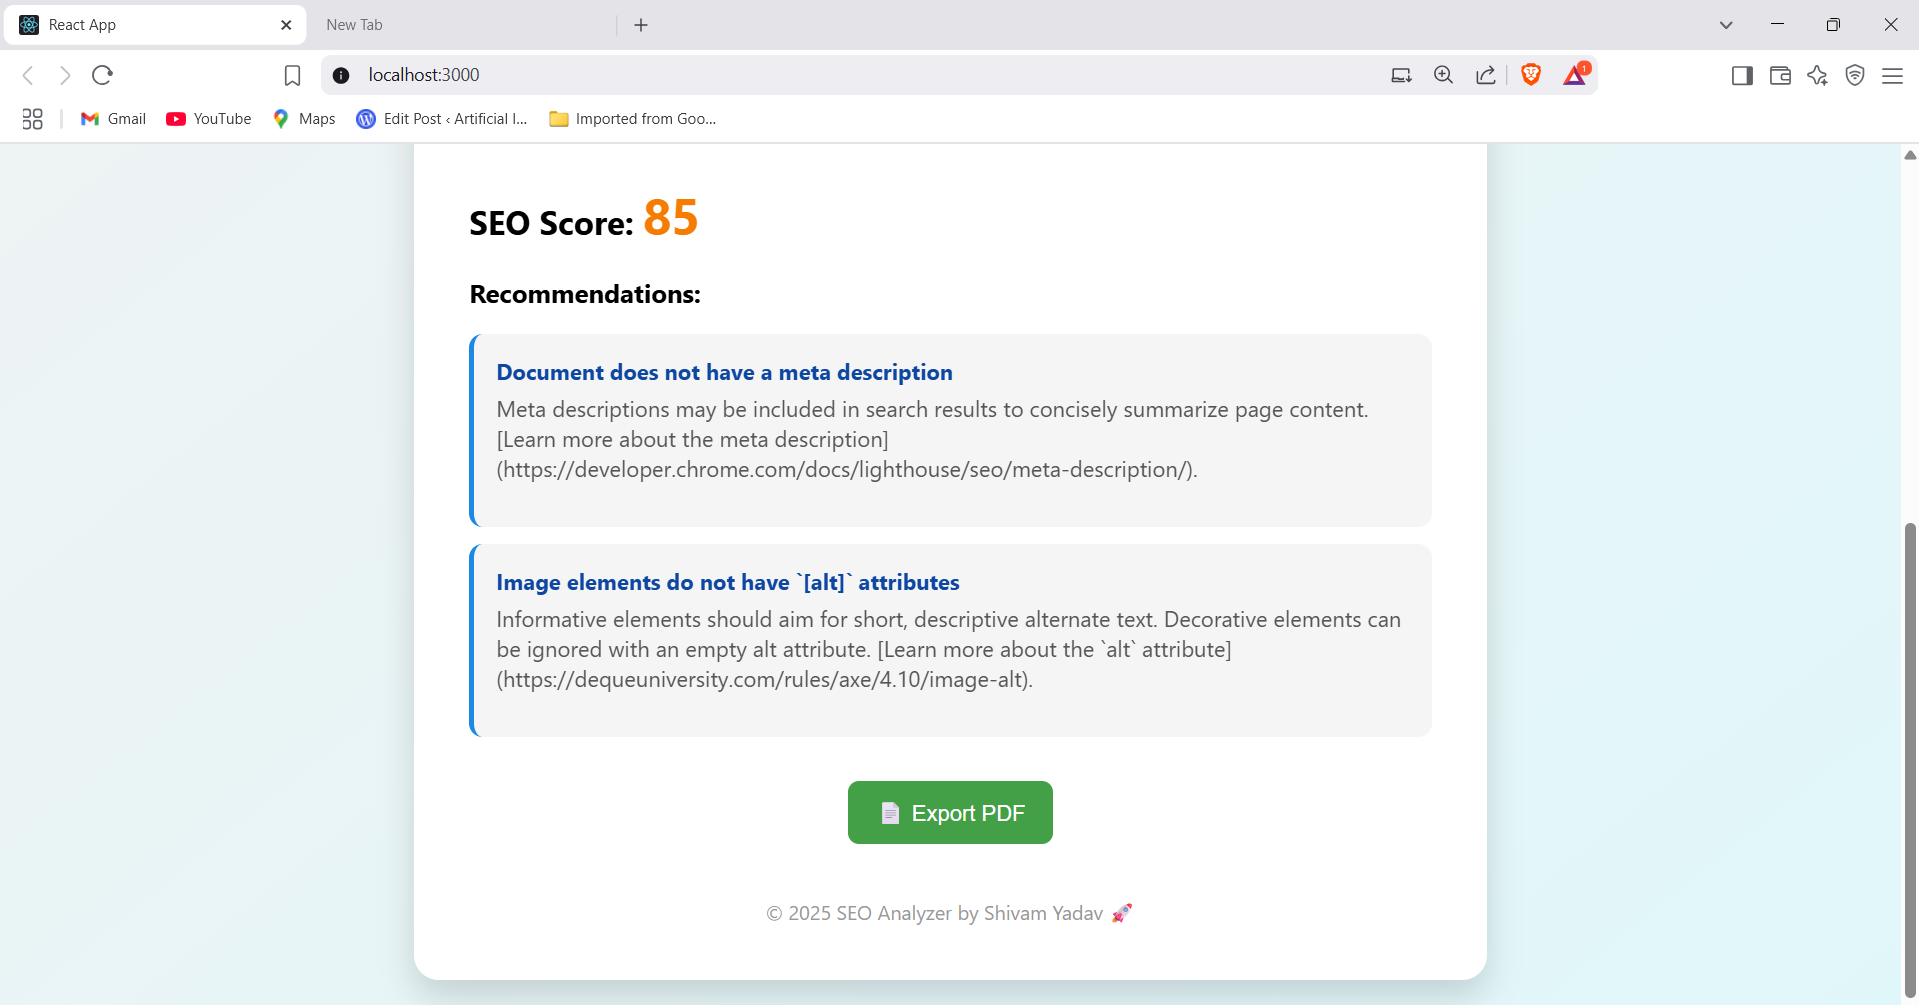 React App
New Tab
localhost:3000
1
Gmail
YouTube
Maps
Edit Post ‹ Artificial I...
Imported from Goo...
SEO Score: 85
Recommendations:
Document does not have a meta description
Meta descriptions may be included in search results to concisely summarize page content.
[Learn more about the meta description]
(https://developer.chrome.com/docs/lighthouse/seo/meta-description/).
Image elements do not have `[alt]` attributes
Informative elements should aim for short, descriptive alternate text. Decorative elements can
be ignored with an empty alt attribute. [Learn more about the `alt` attribute]
(https://dequeuniversity.com/rules/axe/4.10/image-alt).
📄 Export PDF
© 2025 SEO Analyzer by Shivam Yadav 🚀